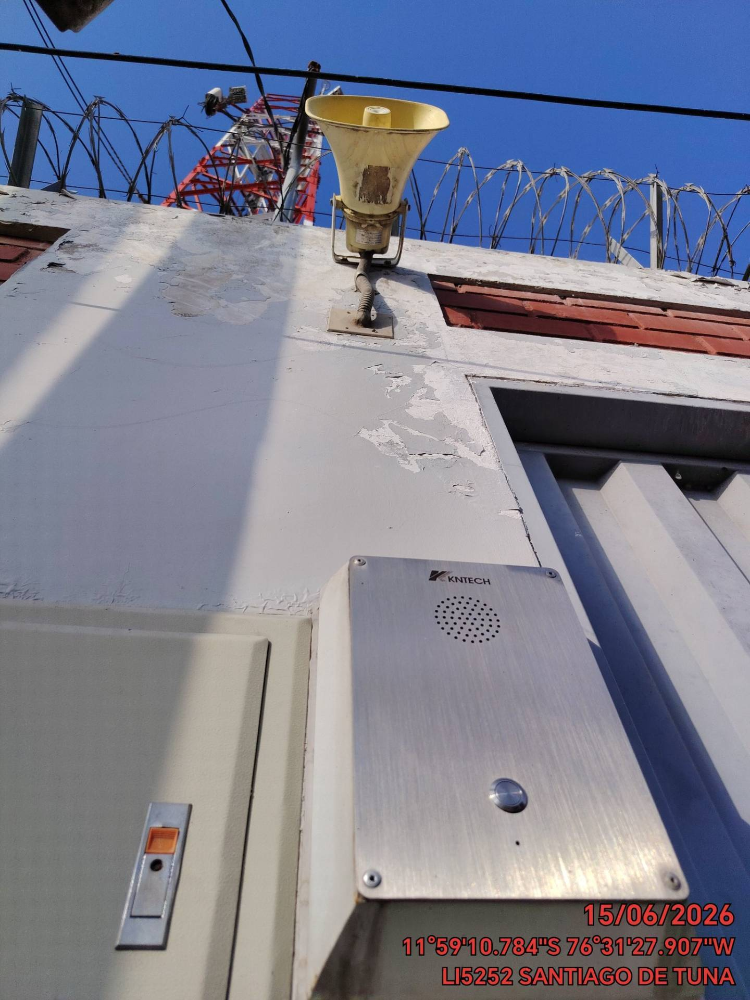 KNTECH
15/06/2026
11°59'10.784"S 76°31'27.907"W
LI5252 SANTIAGO DE TUNA